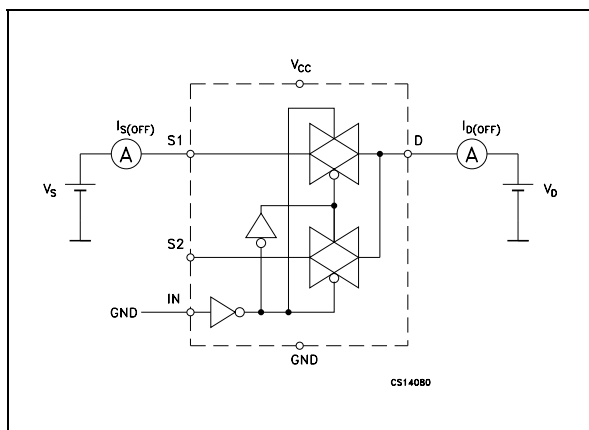 V_CC
I_S(OFF)
I_D(OFF)
S1
D
A
A
V_S
V_D
S2
IN
GND
GND
CS14080